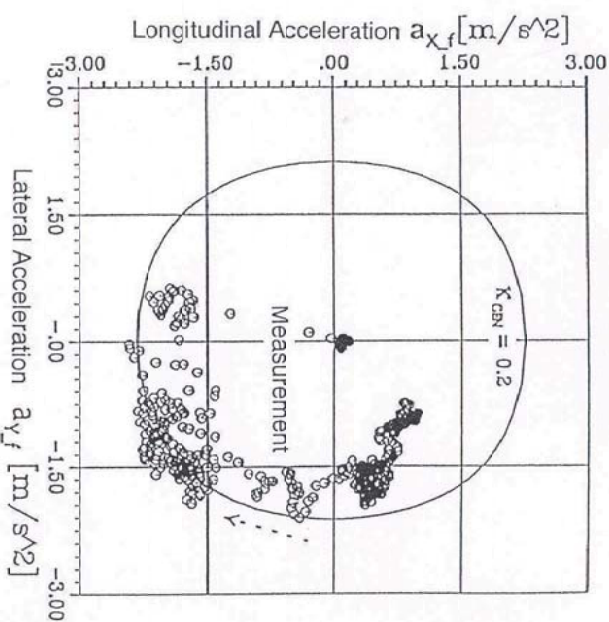 Longitudinal Acceleration a_X_f [m/s^2]
-3.00
-1.50
.00
1.50
3.00
3.00
1.50
-.00
-1.50
-3.00
Lateral Acceleration a_Y_f [m/s^2]
K_GEN = 0.2
Measurement